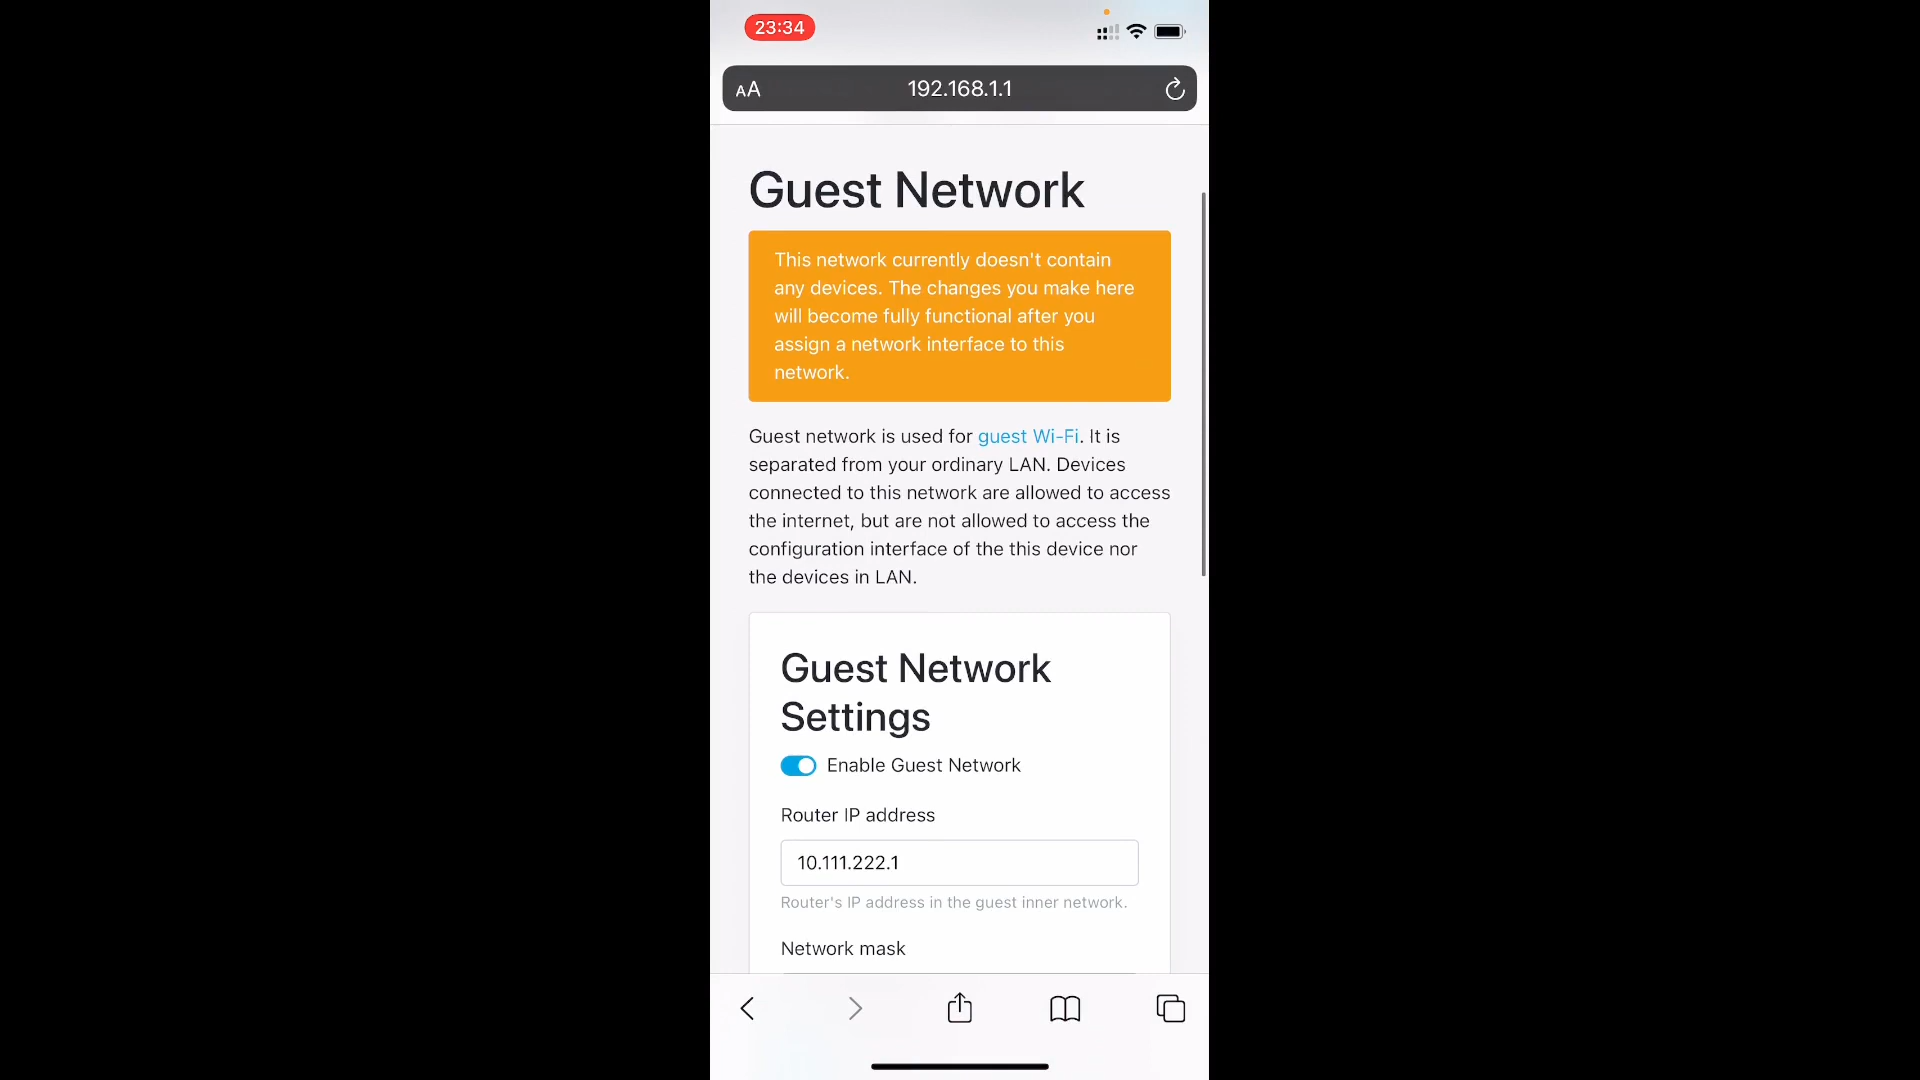 23:34
AA
192.168.1.1
Guest Network
This network currently doesn't contain
any devices. The changes you make here
will become fully functional after you
assign a network interface to this
network.
Guest network is used for guest Wi-Fi. It is
separated from your ordinary LAN. Devices
connected to this network are allowed to access
the internet, but are not allowed to access the
configuration interface of the this device nor
the devices in LAN.
Guest Network
Settings
Enable Guest Network
Router IP address
10.111.222.1
Router's IP address in the guest inner network.
Network mask